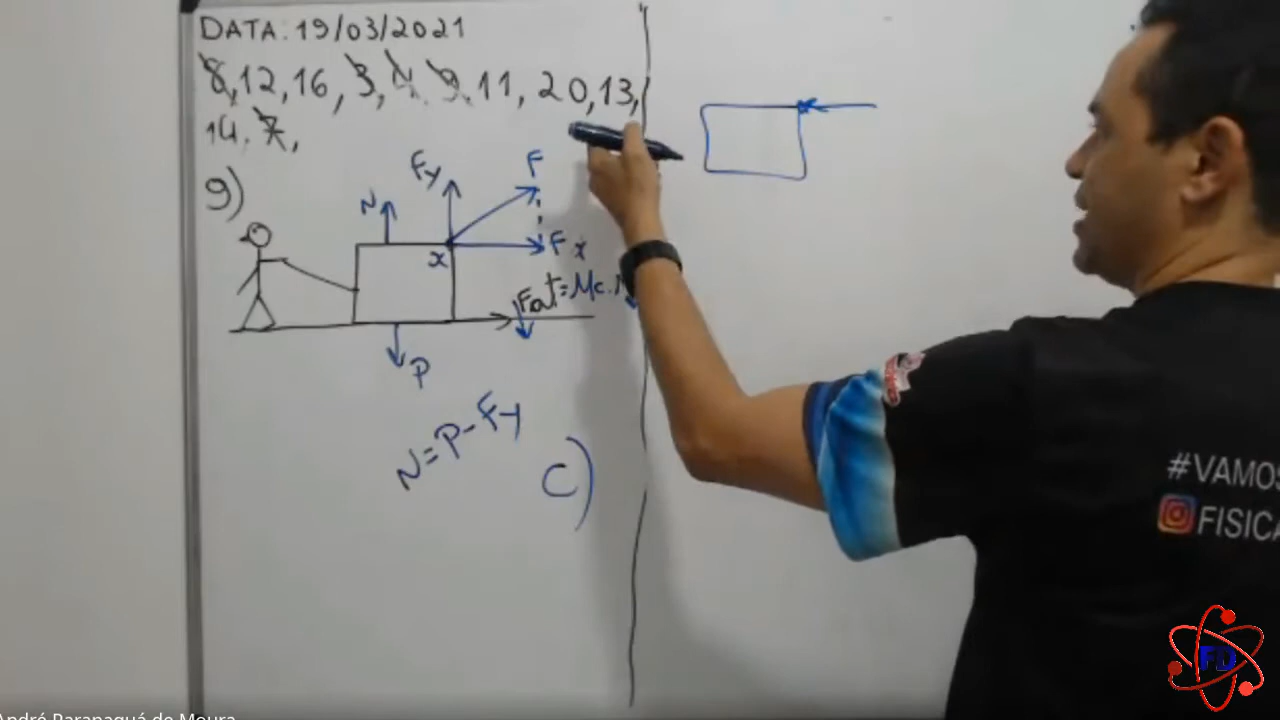 DATA: 19/03/2021
8, 12, 16, 3, 4, 9, 11, 20, 13,
14, 7,
9)
N
Fy
F
x
Fx
Fat=Mc.N
P
N=P-Fy
C)
#VAMOS
FISICA
FD
André Paranaguá de Moura